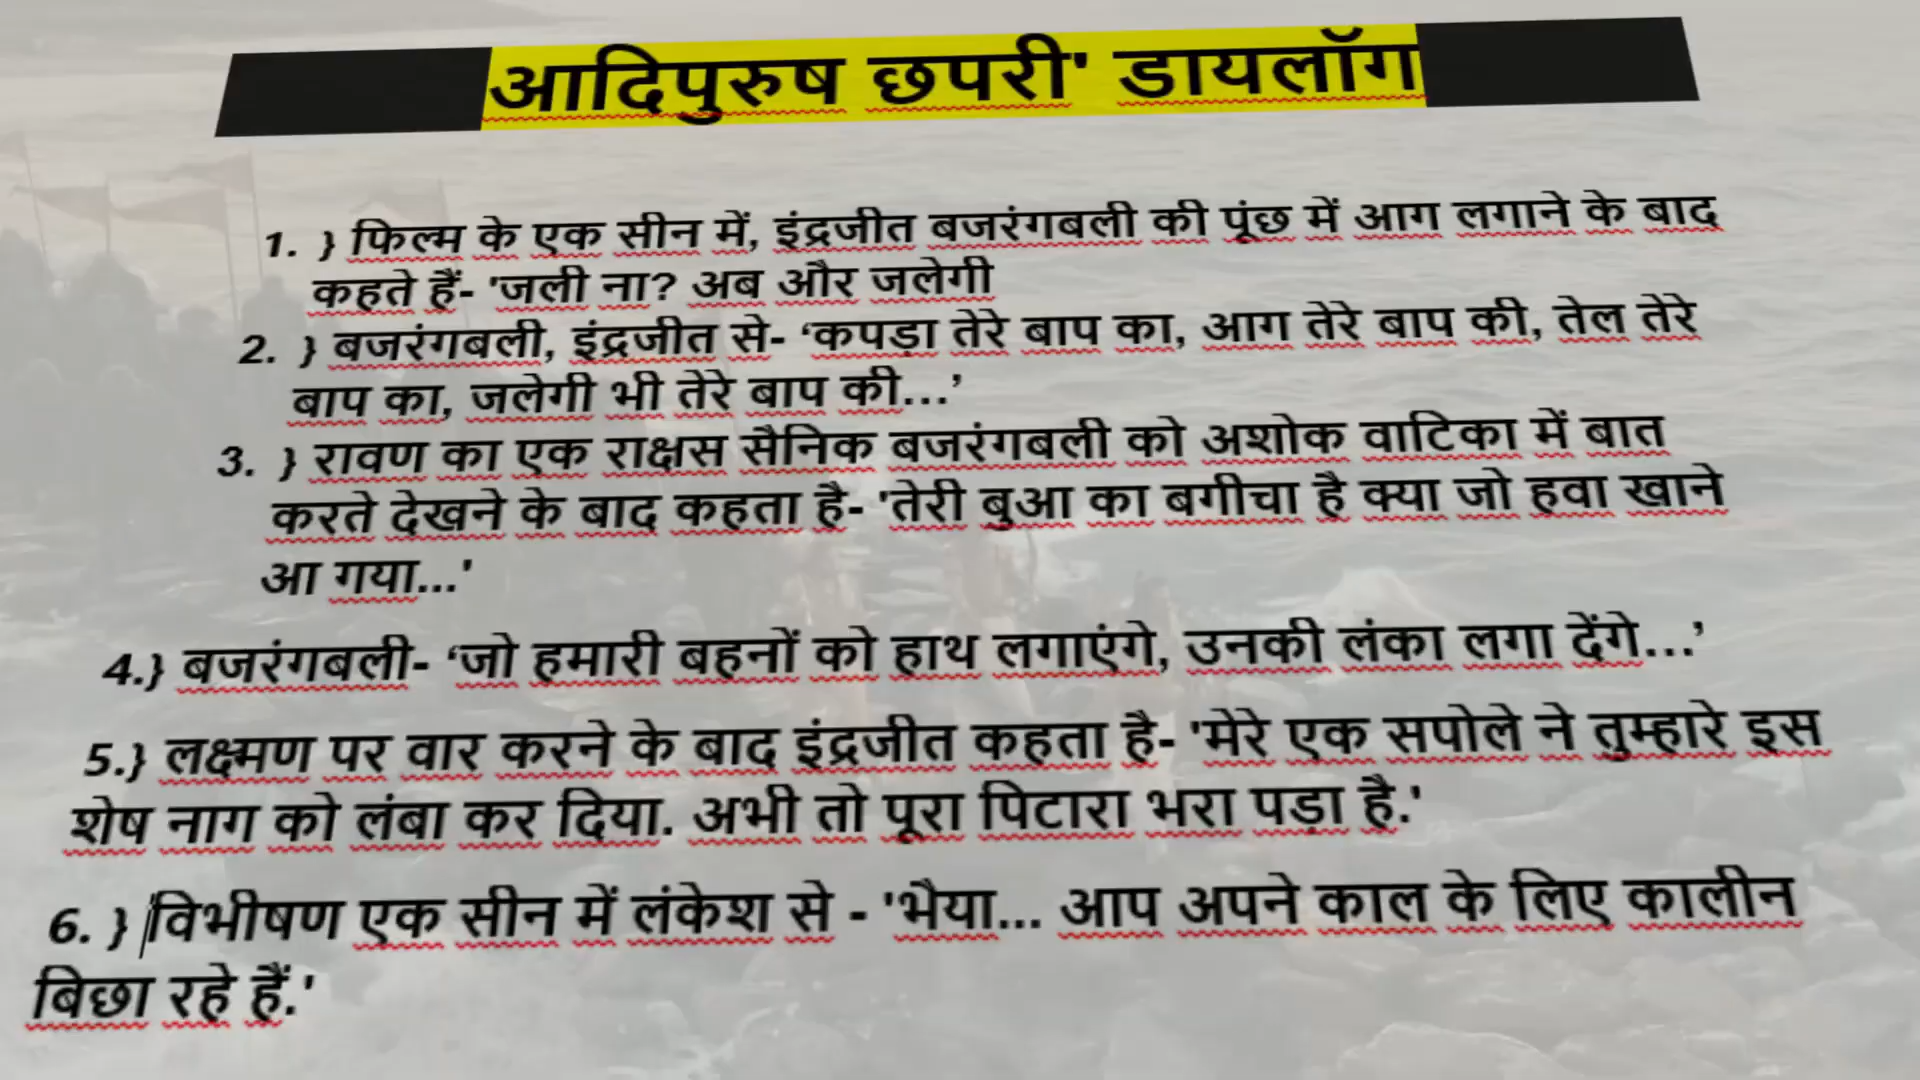 आदिपुरुष छपरी' डायलॉग
1. } फिल्म के एक सीन में, इंद्रजीत बजरंगबली की पूंछ में आग लगाने के बाद
कहते हैं- 'जली ना? अब और जलेगी
2. } बजरंगबली, इंद्रजीत से- ‘कपड़ा तेरे बाप का, आग तेरे बाप की, तेल तेरे
बाप का, जलेगी भी तेरे बाप की…’
3. } रावण का एक राक्षस सैनिक बजरंगबली को अशोक वाटिका में बात
करते देखने के बाद कहता है- 'तेरी बुआ का बगीचा है क्या जो हवा खाने
आ गया...'
4.} बजरंगबली- ‘जो हमारी बहनों को हाथ लगाएंगे, उनकी लंका लगा देंगे…’
5.} लक्ष्मण पर वार करने के बाद इंद्रजीत कहता है- 'मेरे एक सपोले ने तुम्हारे इस
शेष नाग को लंबा कर दिया. अभी तो पूरा पिटारा भरा पड़ा है.'
6. } विभीषण एक सीन में लंकेश से - 'भैया... आप अपने काल के लिए कालीन
बिछा रहे हैं.'